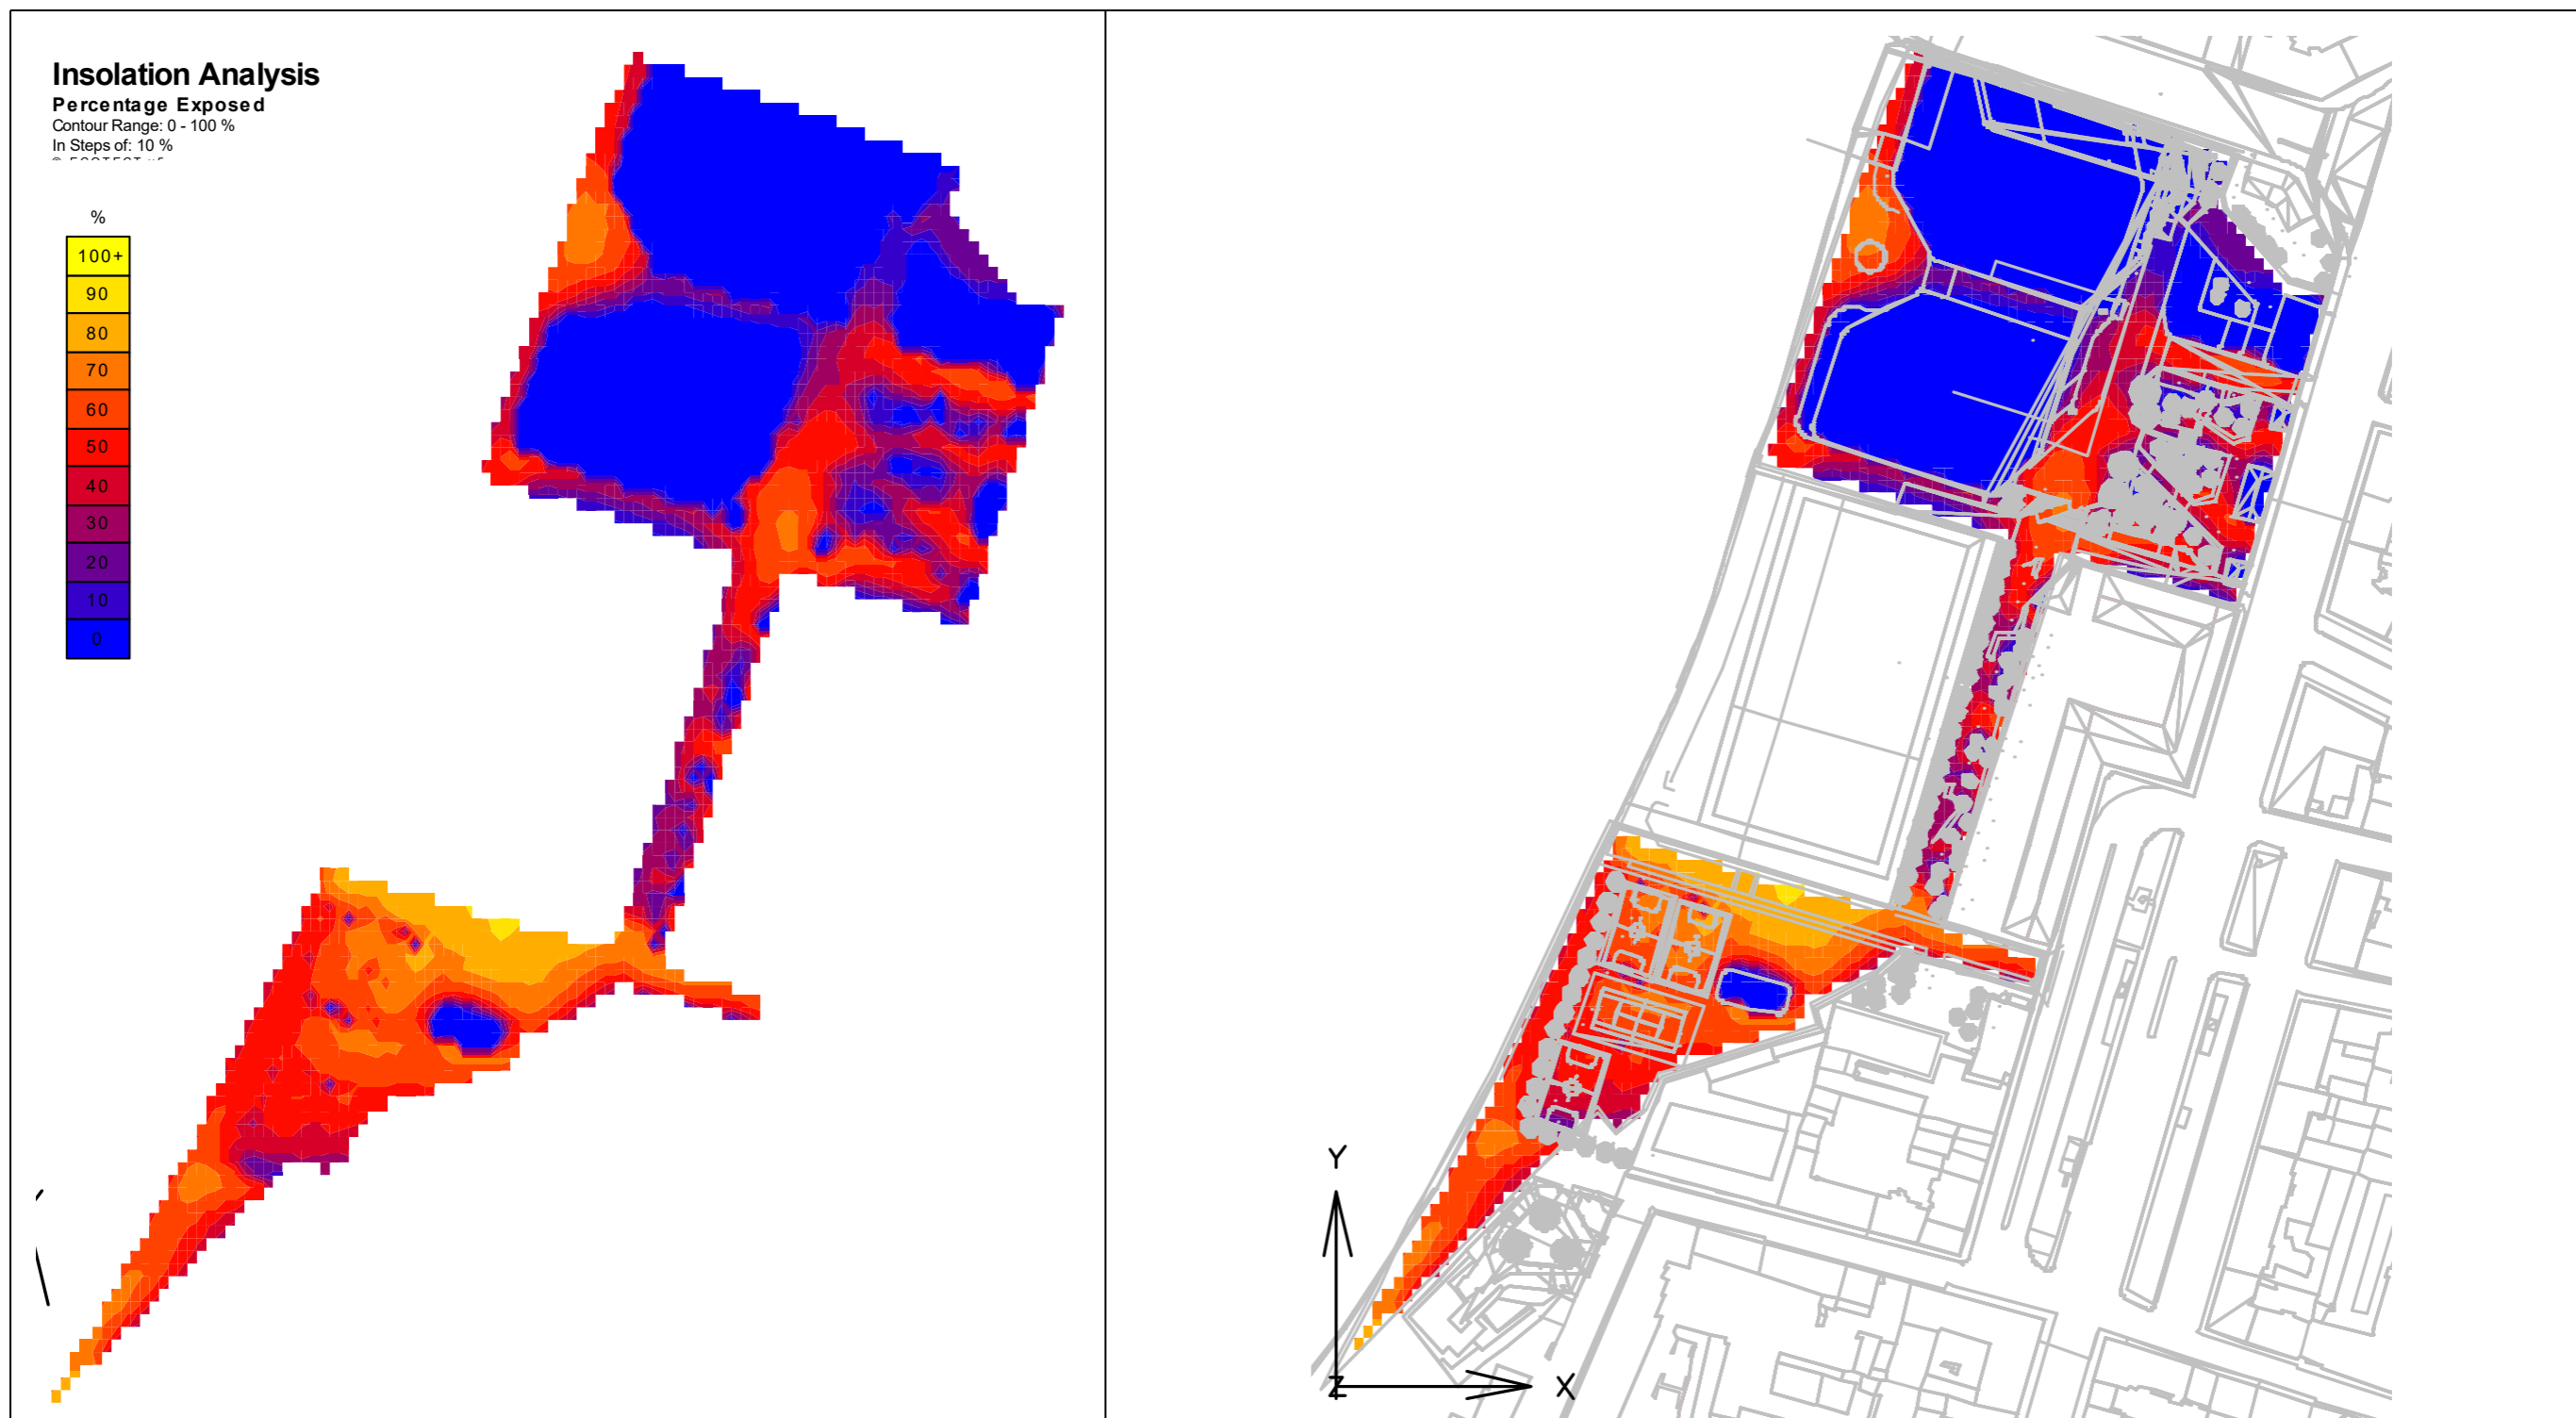 Insolation Analysis
Percentage Exposed
Contour Range: 0 - 100 %
In Steps of: 10 %
%
100+
90
80
70
60
50
40
30
20
10
0
Y
Z
X